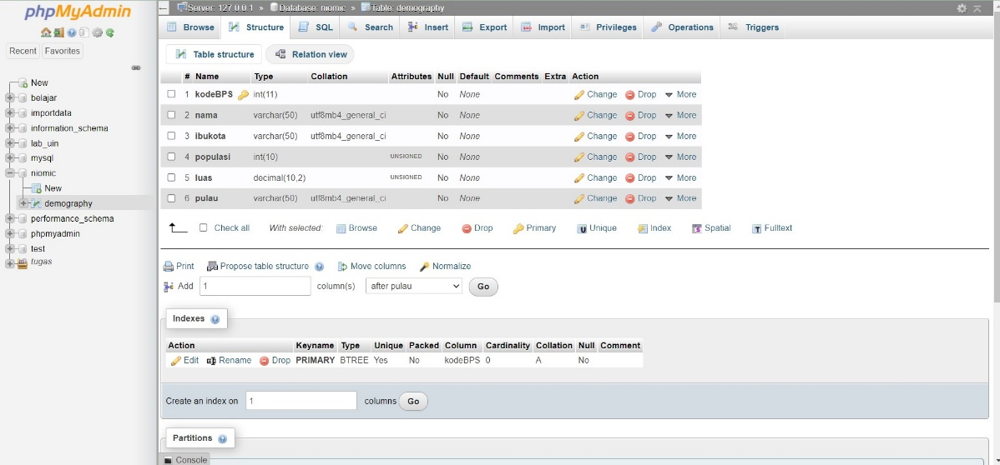 phpMyAdmin
Server: 127.0.0.1 » Database: niomic » Table: demography
Browse Structure SQL Search Insert Export Import Privileges Operations Triggers
Recent Favorites
Table structure Relation view
New
belajar
importdata
information_schema
lab_uin
mysql
niomic
New
demography
performance_schema
phpmyadmin
test
tugas
# Name Type Collation Attributes Null Default Comments Extra Action
1 kodeBPS int(11) No None Change Drop More
2 nama varchar(50) utf8mb4_general_ci No None Change Drop More
3 ibukota varchar(50) utf8mb4_general_ci No None Change Drop More
4 populasi int(10) UNSIGNED No None Change Drop More
5 luas decimal(10,2) UNSIGNED No None Change Drop More
6 pulau varchar(50) utf8mb4_general_ci No None Change Drop More
Check all With selected: Browse Change Drop Primary Unique Index Spatial Fulltext
Print Propose table structure Move columns Normalize
Add 1 column(s) after pulau Go
Indexes
Action Keyname Type Unique Packed Column Cardinality Collation Null Comment
Edit Rename Drop PRIMARY BTREE Yes No kodeBPS 0 A No
Create an index on 1 columns Go
Partitions
Console